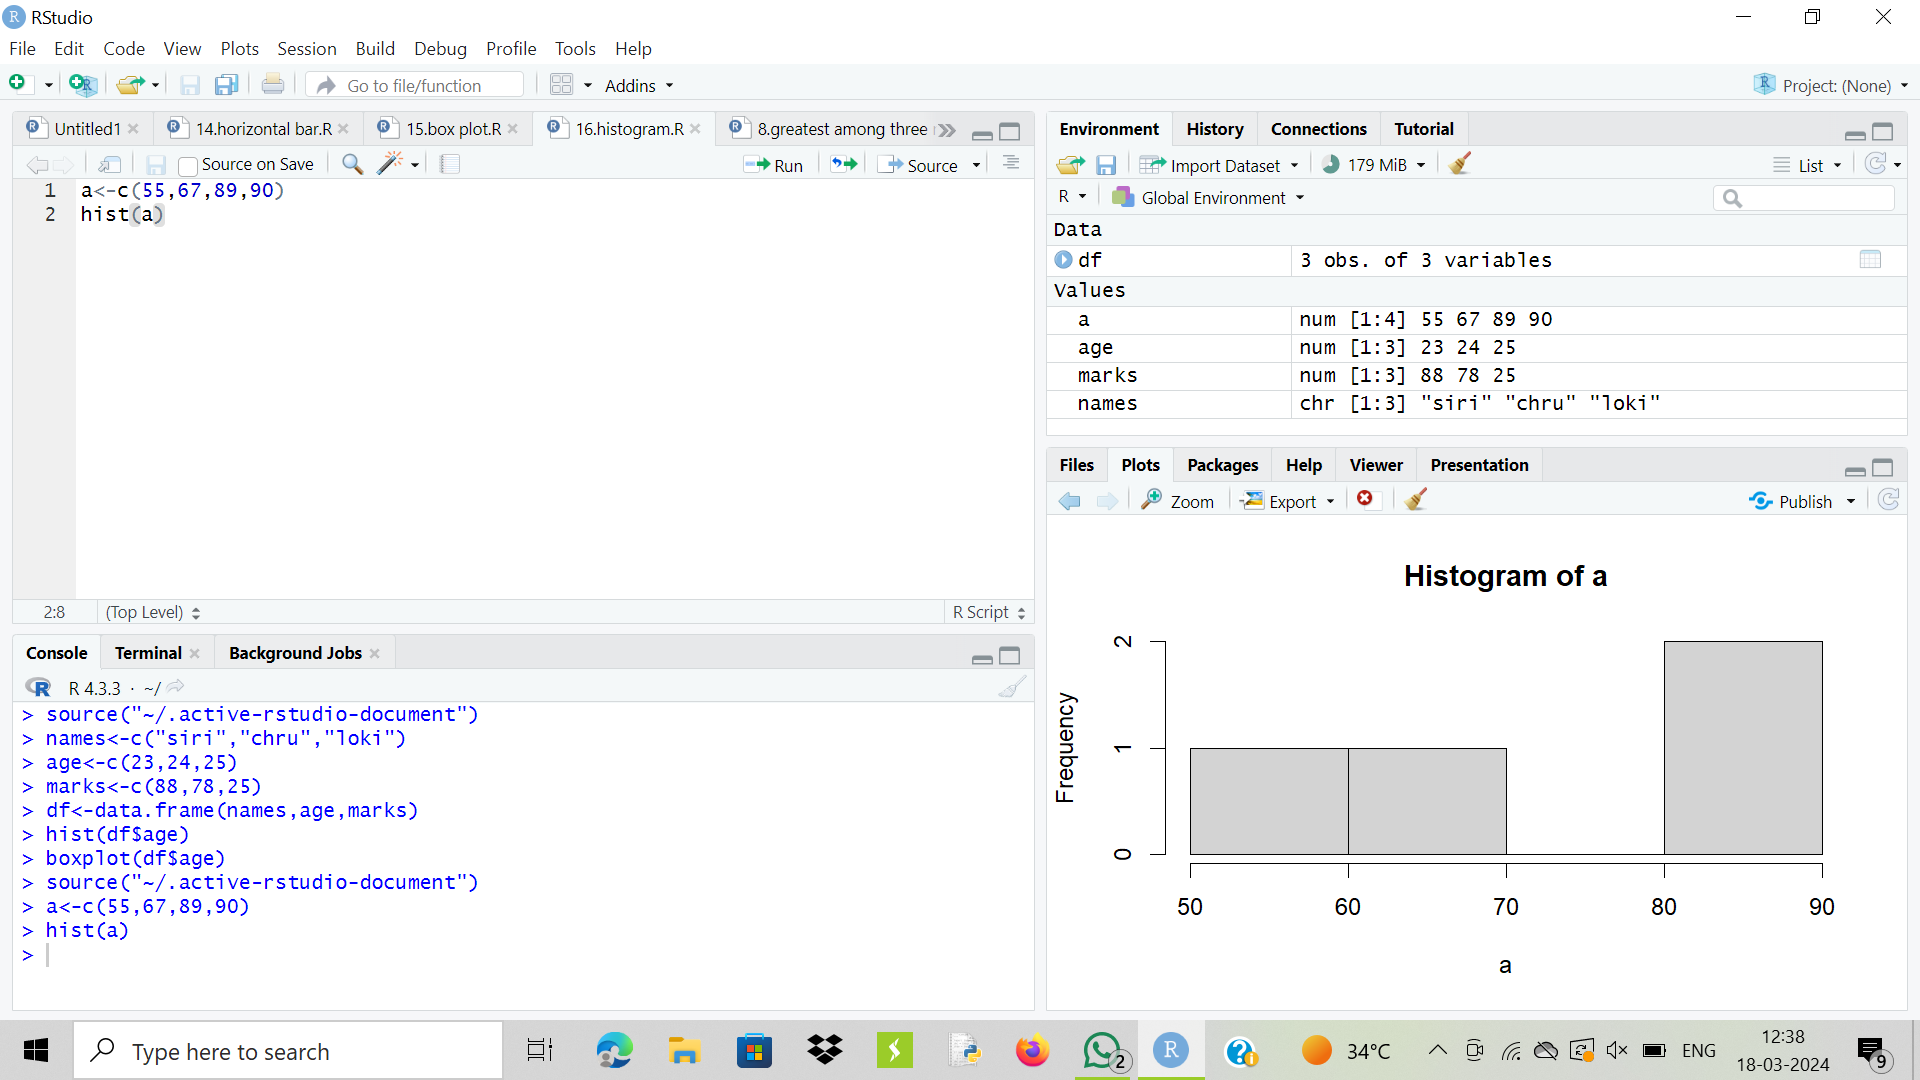 RStudio
File Edit Code View Plots Session Build Debug Profile Tools Help
Go to file/function Addins Project: (None)
Untitled1 14.horizontal bar.R 15.box plot.R 16.histogram.R 8.greatest among three
Source on Save Run Source
1 a<-c(55,67,89,90)
2 hist(a)
2:8 (Top Level) R Script
Console Terminal Background Jobs
R 4.3.3 · ~/
> source("~/.active-rstudio-document")
> names<-c("siri","chru","loki")
> age<-c(23,24,25)
> marks<-c(88,78,25)
> df<-data.frame(names,age,marks)
> hist(df$age)
> boxplot(df$age)
> source("~/.active-rstudio-document")
> a<-c(55,67,89,90)
> hist(a)
>
Environment History Connections Tutorial
Import Dataset 179 MiB List
R Global Environment
Data
df 3 obs. of 3 variables
Values
a num [1:4] 55 67 89 90
age num [1:3] 23 24 25
marks num [1:3] 88 78 25
names chr [1:3] "siri" "chru" "loki"
Files Plots Packages Help Viewer Presentation
Zoom Export Publish
Histogram of a
Frequency
2
1
0
50 60 70 80 90
a
Type here to search
2
R
34°C
ENG
12:38
18-03-2024
9